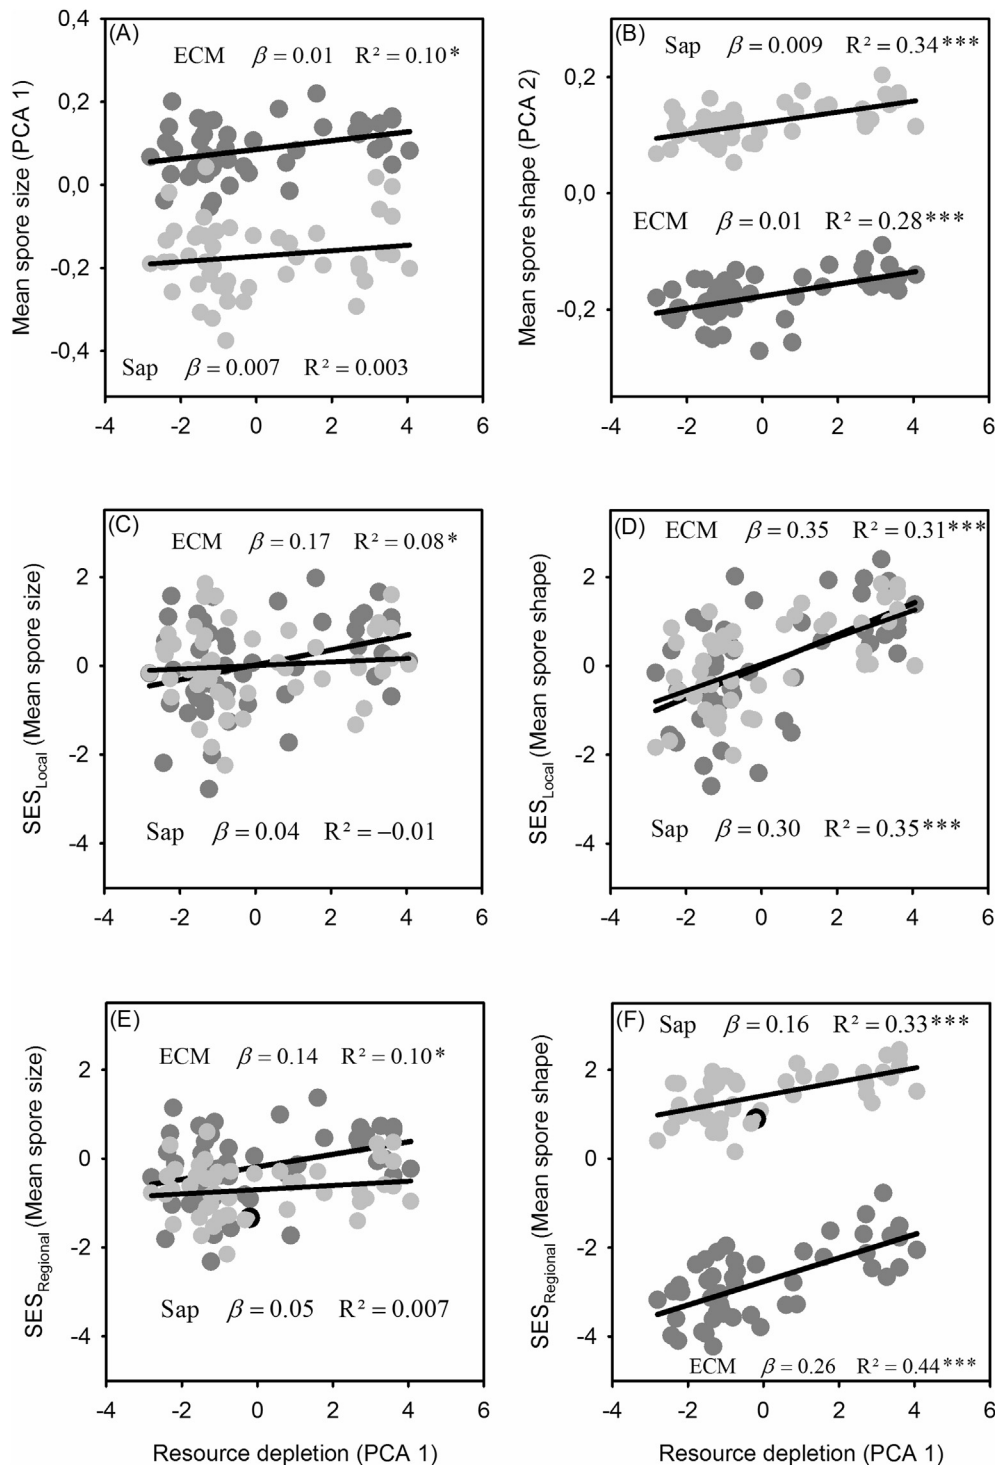 (A)
ECM β = 0.01 R² = 0.10 *
Sap β = 0.007 R² = 0.003
Mean spore size (PCA 1)
0,4
0,2
0,0
-0,2
-0,4
-4 -2 0 2 4 6
(B)
Sap β = 0.009 R² = 0.34 ***
ECM β = 0.01 R² = 0.28 ***
Mean spore shape (PCA 2)
0,2
0,0
-0,2
-4 -2 0 2 4 6
(C)
ECM β = 0.17 R² = 0.08 *
Sap β = 0.04 R² = −0.01
SES Local (Mean spore size)
2
0
-2
-4
-4 -2 0 2 4 6
(D)
ECM β = 0.35 R² = 0.31 ***
Sap β = 0.30 R² = 0.35 ***
SES Local (Mean spore shape)
2
0
-2
-4
-4 -2 0 2 4 6
(E)
ECM β = 0.14 R² = 0.10 *
Sap β = 0.05 R² = 0.007
SES Regional (Mean spore size)
2
0
-2
-4
-4 -2 0 2 4 6
Resource depletion (PCA 1)
(F)
Sap β = 0.16 R² = 0.33 ***
ECM β = 0.26 R² = 0.44 ***
SES Regional (Mean spore shape)
2
0
-2
-4
-4 -2 0 2 4 6
Resource depletion (PCA 1)